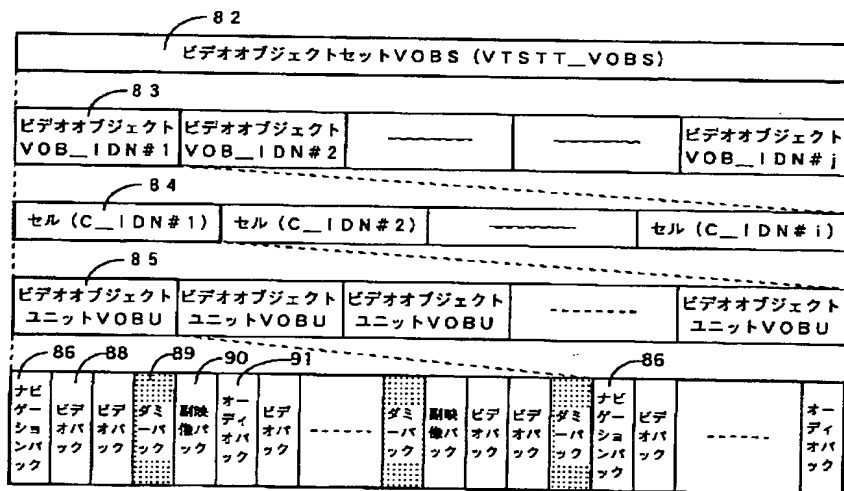 82
ビデオオブジェクトセットVOBS (VTSTT__VOBS)
83
ビデオオブジェクト
VOB__IDN#1
ビデオオブジェクト
VOB__IDN#2
ビデオオブジェクト
VOB__IDN#j
84
セル (C__IDN#1)
セル (C__IDN#2)
セル (C__IDN#i)
85
ビデオオブジェクト
ユニットVOBU
ビデオオブジェクト
ユニットVOBU
ビデオオブジェクト
ユニットVOBU
ビデオオブジェクト
ユニットVOBU
86
88
89
90
91
86
ナビ
ゲーションパック
ビデオパック
ビデオパック
ダミーパック
副映像パック
オーディオパック
ビデオパック
ダミーパック
副映像パック
ビデオパック
ビデオパック
ダミーパック
ナビ
ゲーションパック
ビデオパック
オーディオパック